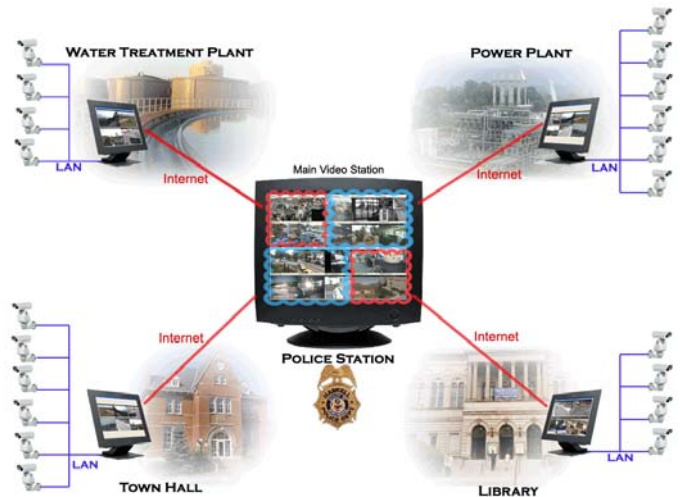 WATER TREATMENT PLANT
POWER PLANT
LAN
Internet
Main Video Station
Internet
LAN
Internet
POLICE STATION
Internet
LAN
TOWN HALL
LIBRARY
LAN